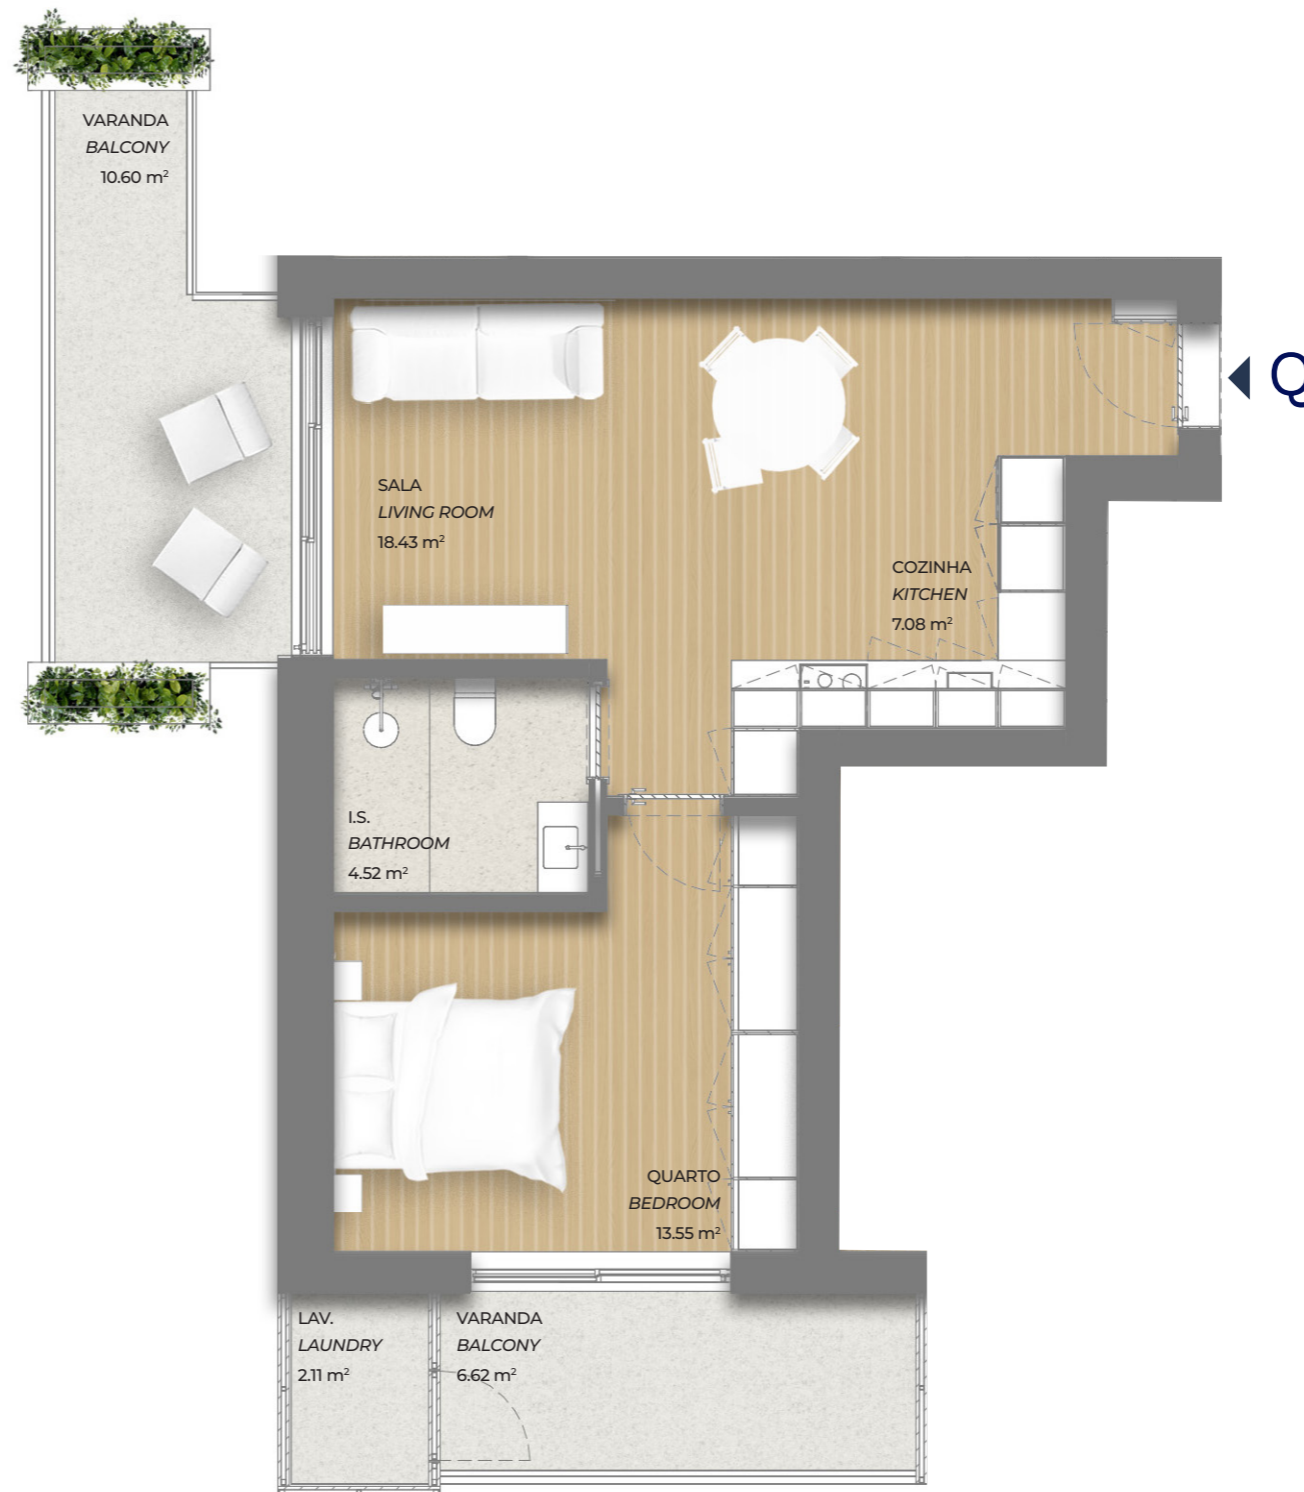 VARANDA
BALCONY
10.60 m²
Q
SALA
LIVING ROOM
18.43 m²
COZINHA
KITCHEN
7.08 m²
I.S.
BATHROOM
4.52 m²
QUARTO
BEDROOM
13.55 m²
LAV.
LAUNDRY
2.11 m²
VARANDA
BALCONY
6.62 m²